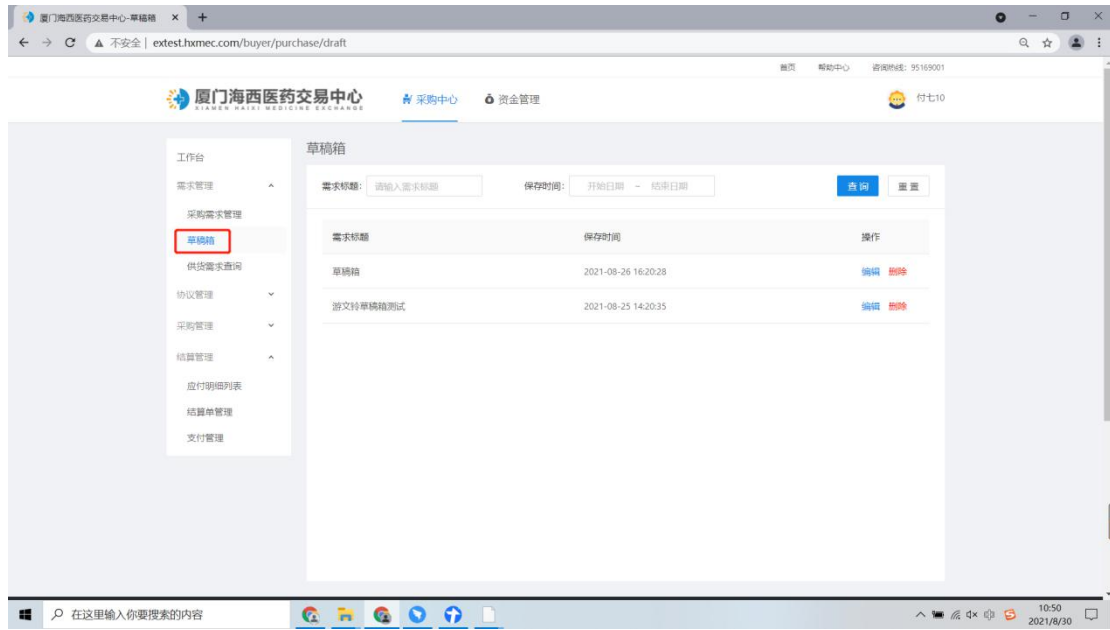 厦门海西医药交易中心-草稿箱
不安全 | extest.hxmec.com/buyer/purchase/draft
首页 帮助中心 咨询热线: 95169001
厦门海西医药交易中心 采购中心 资金管理 付七10
XIAMEN HAIXI MEDICINE EXCHANGE
工作台
需求管理
采购需求管理
草稿箱
供货需求查询
协议管理
采购管理
结算管理
应付明细列表
结算单管理
支付管理
草稿箱
需求标题: 请输入需求标题 保存时间: 开始日期 ~ 结束日期 查询 重置
需求标题 保存时间 操作
草稿箱 2021-08-26 16:20:28 编辑 删除
游文铃草稿箱测试 2021-08-25 14:20:35 编辑 删除
在这里输入你要搜索的内容
10:50
2021/8/30